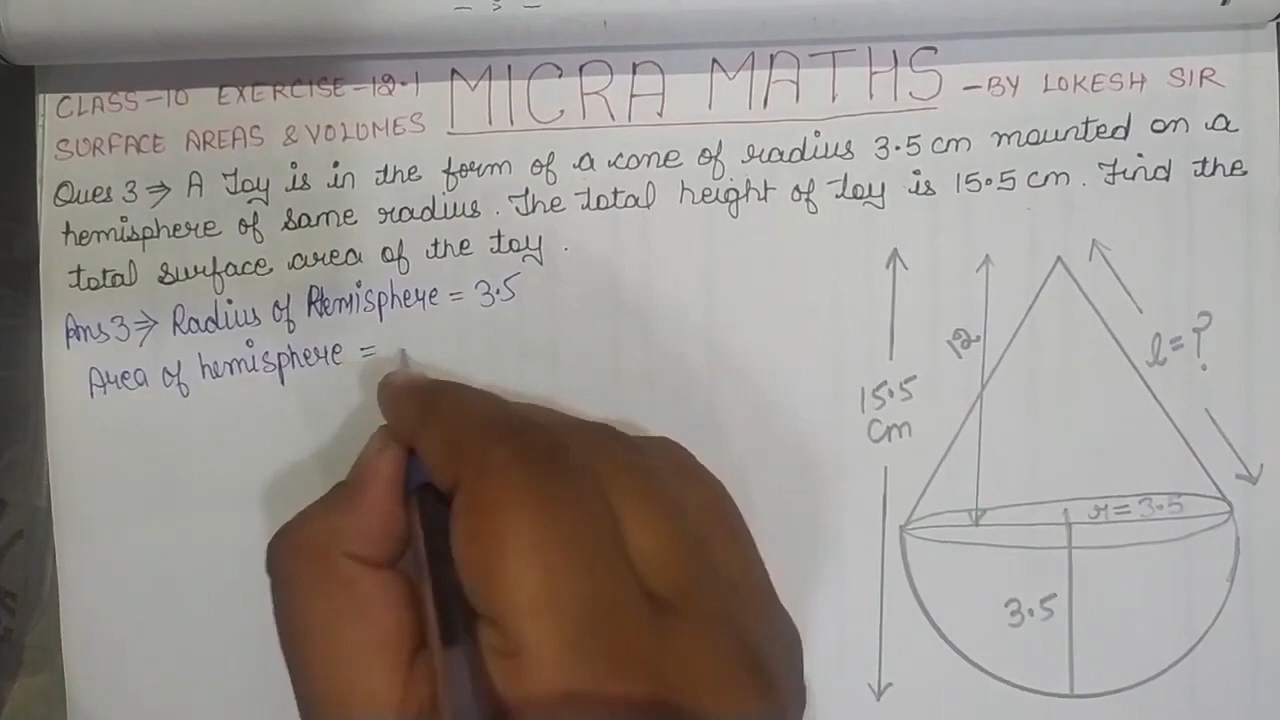 CLASS-10 EXERCISE-12.1 MICRA MATHS -BY LOKESH SIR
SURFACE AREAS & VOLUMES
Ques 3 ⇒ A Toy is in the form of a cone of radius 3.5 cm mounted on a
hemisphere of same radius. The total height of toy is 15.5 cm. Find the
total surface area of the toy.
Ans 3 ⇒ Radius of Hemisphere = 3.5
Area of hemisphere =
12
l = ?
15.5
cm
r = 3.5
3.5